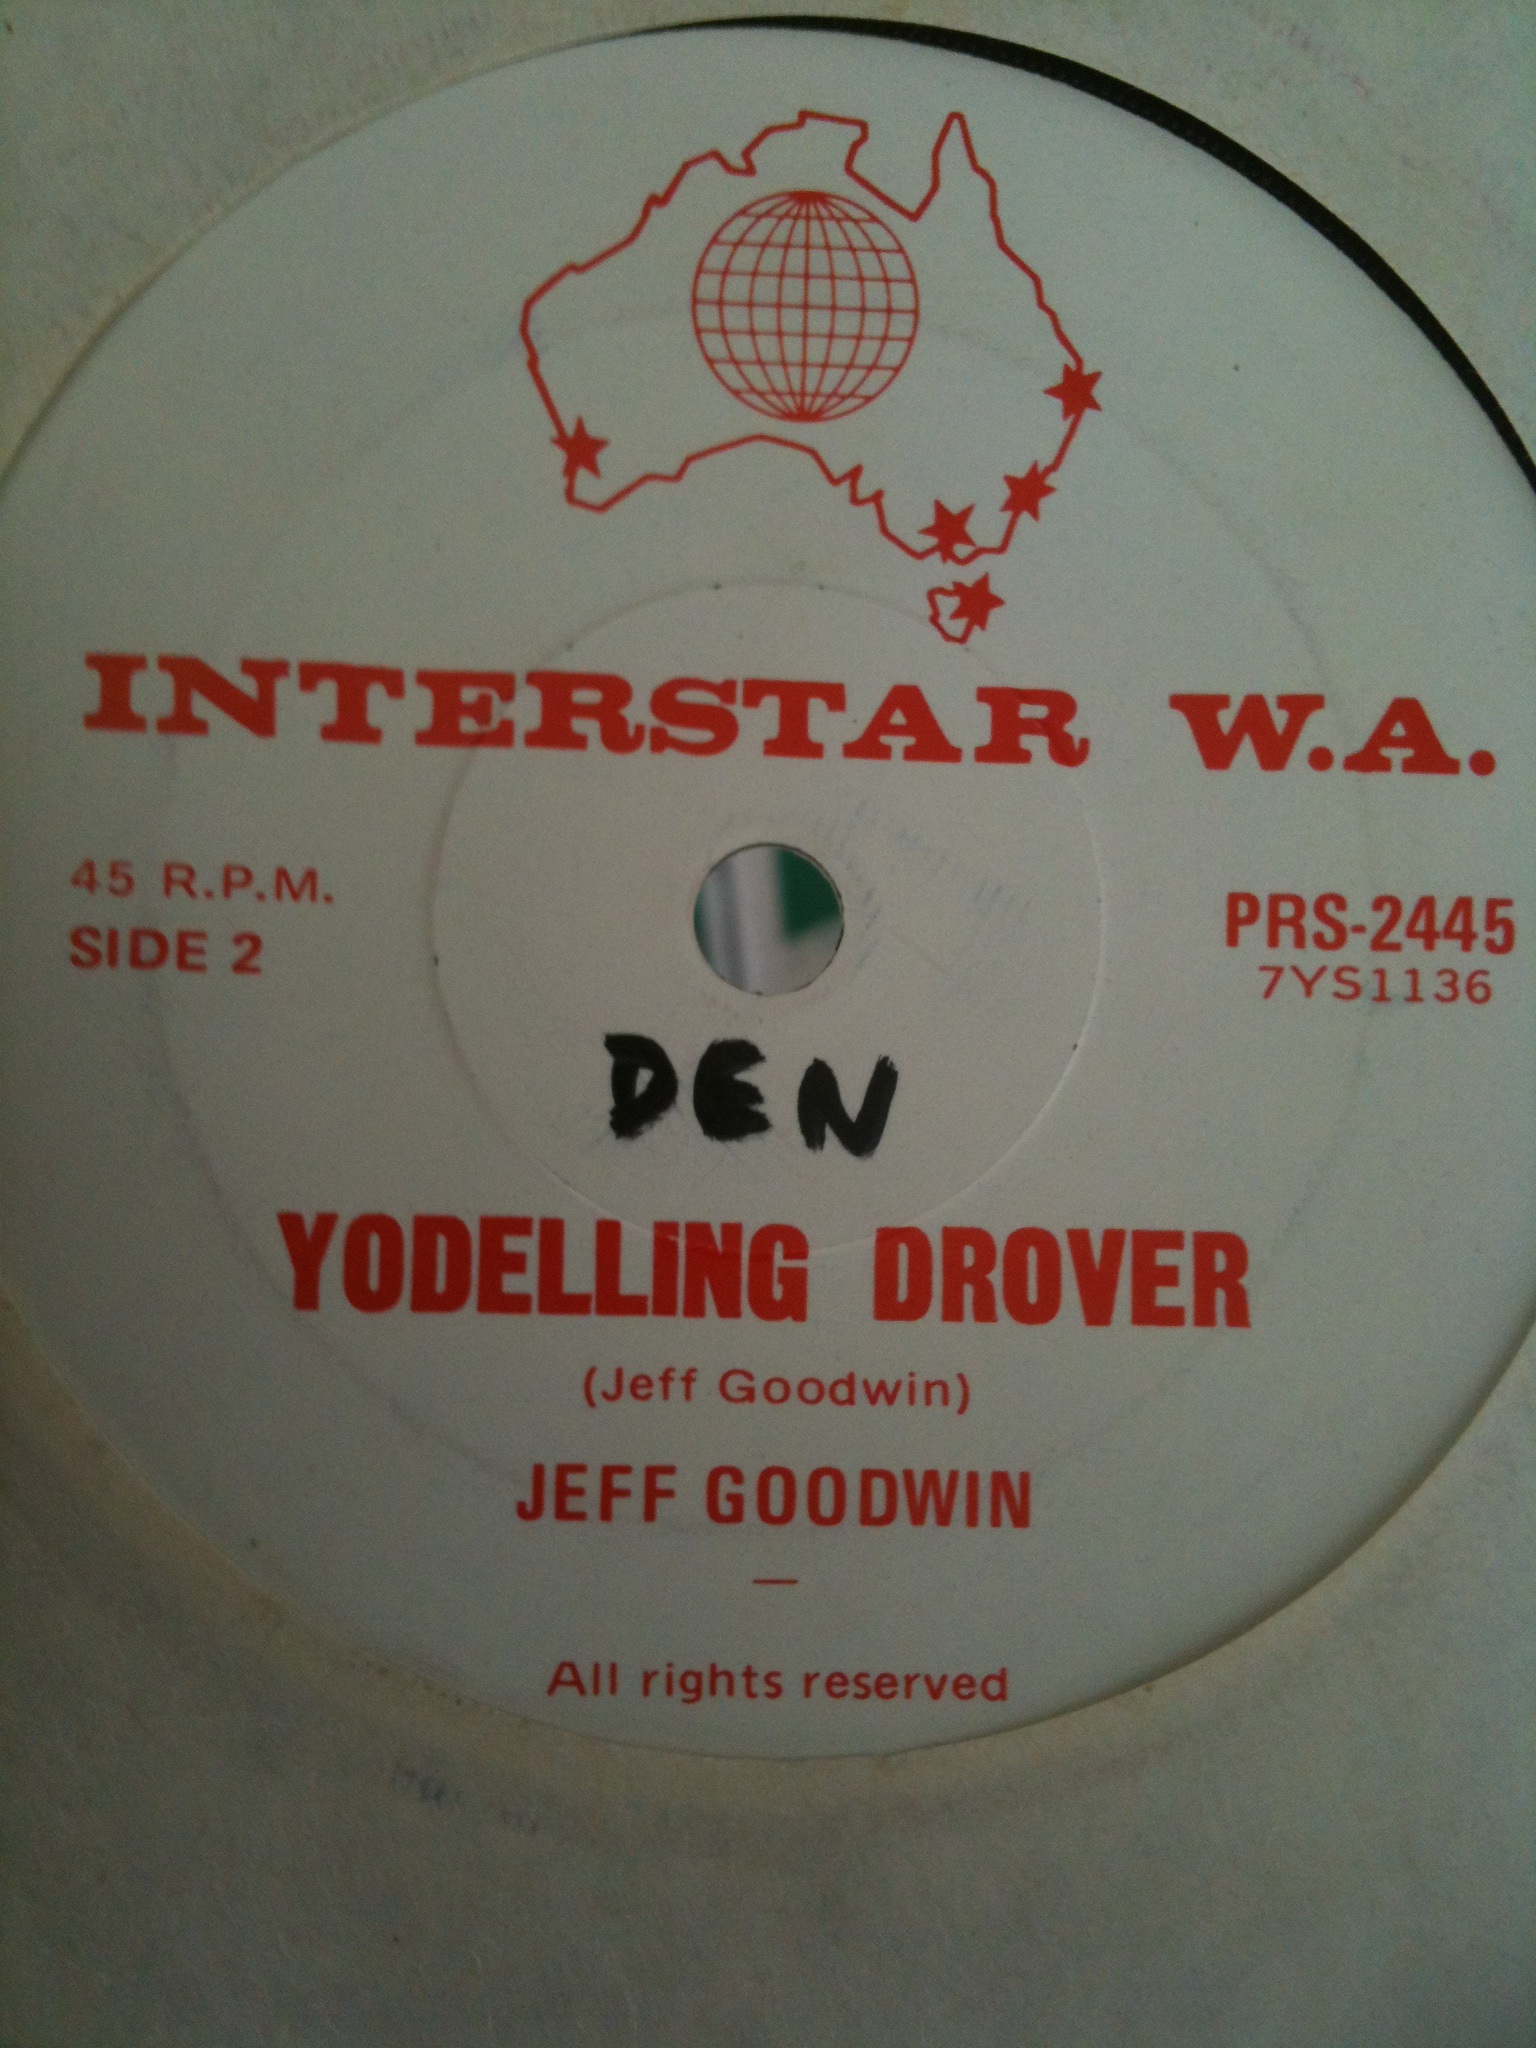 INTERSTAR W.A.
45 R.P.M.
SIDE 2
PRS-2445
7YS1136
DEN
YODELLING DROVER
(Jeff Goodwin)
JEFF GOODWIN
—
All rights reserved